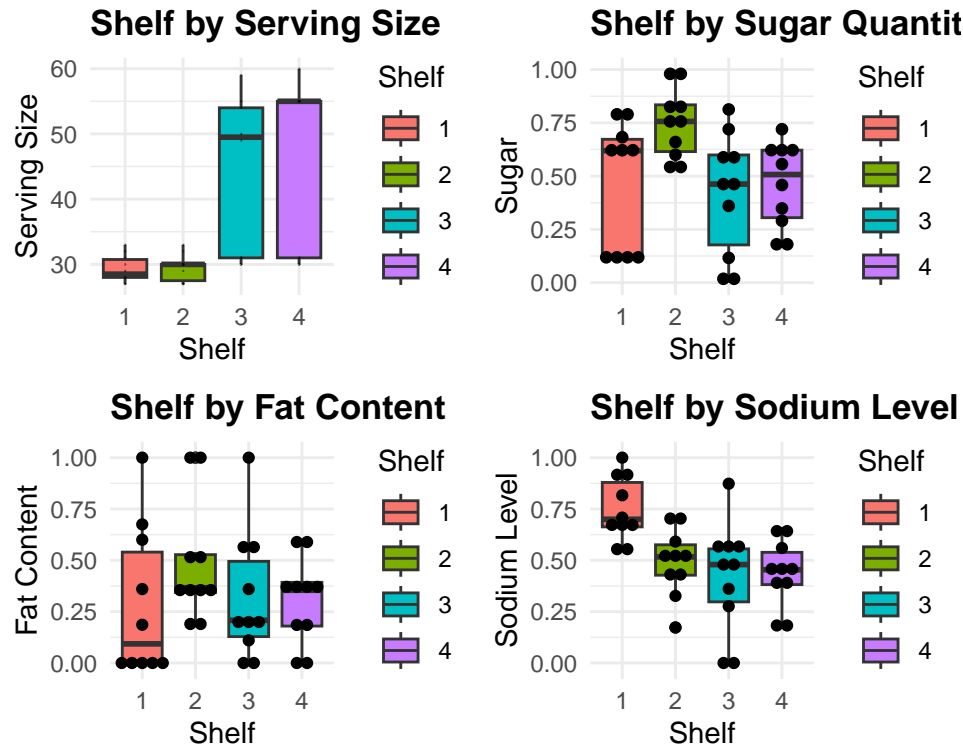 Shelf by Serving Size
Serving Size
60
50
40
30
1 2 3 4
Shelf
Shelf
1
2
3
4
Shelf by Sugar Quantit
Sugar
1.00
0.75
0.50
0.25
0.00
1 2 3 4
Shelf
Shelf
1
2
3
4
Shelf by Fat Content
Fat Content
1.00
0.75
0.50
0.25
0.00
1 2 3 4
Shelf
Shelf
1
2
3
4
Shelf by Sodium Level
Sodium Level
1.00
0.75
0.50
0.25
0.00
1 2 3 4
Shelf
Shelf
1
2
3
4